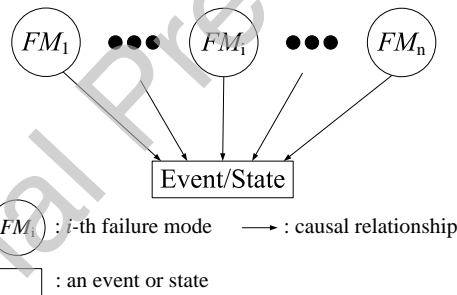 FM₁ ●●● FMᵢ ●●● FMₙ
Event/State
FMᵢ : i-th failure mode → : causal relationship
: an event or state